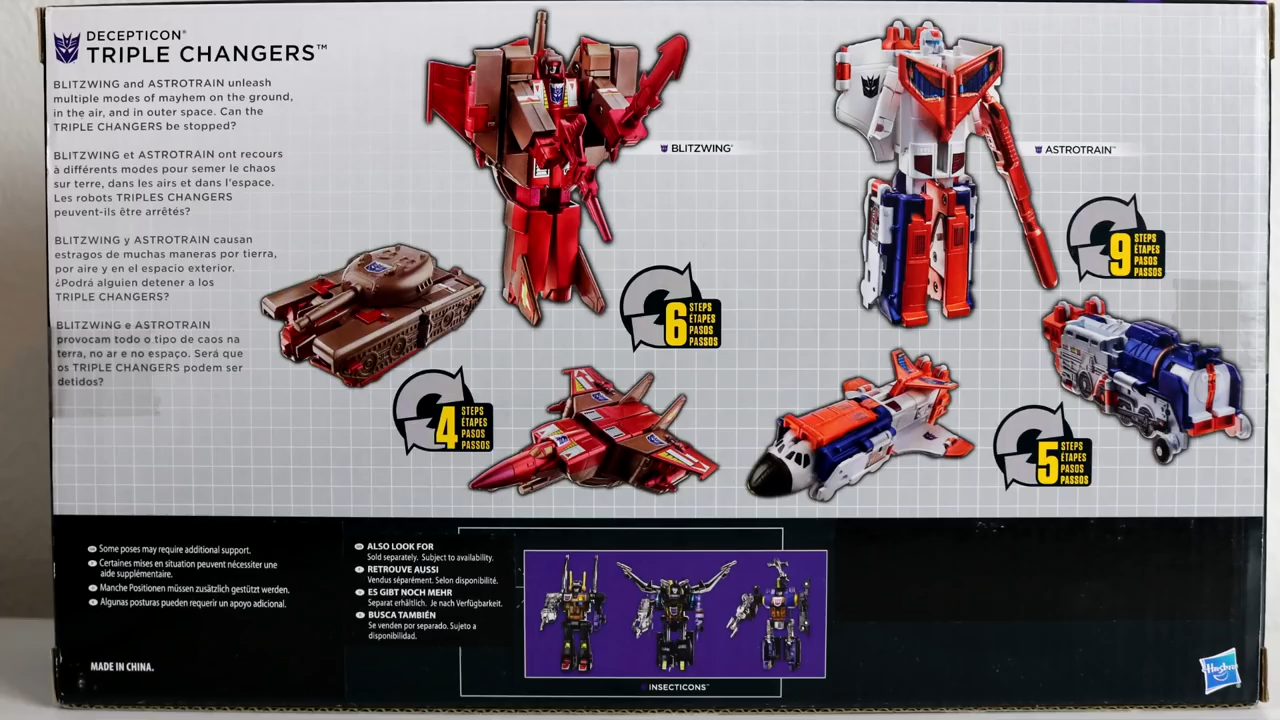 DECEPTICON®
TRIPLE CHANGERS™
BLITZWING and ASTROTRAIN unleash
multiple modes of mayhem on the ground,
in the air, and in outer space. Can the
TRIPLE CHANGERS be stopped?
BLITZWING et ASTROTRAIN ont recours
à différents modes pour semer le chaos
sur terre, dans les airs et dans l'espace.
Les robots TRIPLES CHANGERS
peuvent-ils être arrêtés?
BLITZWING y ASTROTRAIN causan
estragos de muchas maneras por tierra,
por aire y en el espacio exterior.
¿Podrá alguien detener a los
TRIPLE CHANGERS?
BLITZWING e ASTROTRAIN
provocam todo o tipo de caos na
terra, no ar e no espaço. Será que
os TRIPLE CHANGERS podem ser
detidos?
BLITZWING®
ASTROTRAIN™
9 STEPS
ÉTAPES
PASOS
PASSOS
6 STEPS
ÉTAPES
PASOS
PASSOS
4 STEPS
ÉTAPES
PASOS
PASSOS
5 STEPS
ÉTAPES
PASOS
PASSOS
Some poses may require additional support.
Certaines mises en situation peuvent nécessiter une
aide supplémentaire.
Manche Positionen müssen zusätzlich gestützt werden.
Algunas posturas pueden requerir un apoyo adicional.
MADE IN CHINA.
ALSO LOOK FOR
Sold separately. Subject to availability.
RETROUVE AUSSI
Vendus séparément. Selon disponibilité.
ES GIBT NOCH MEHR
Separat erhältlich. Je nach Verfügbarkeit.
BUSCA TAMBIÉN
Se venden por separado. Sujeto a
disponibilidad.
INSECTICONS™
Hasbro